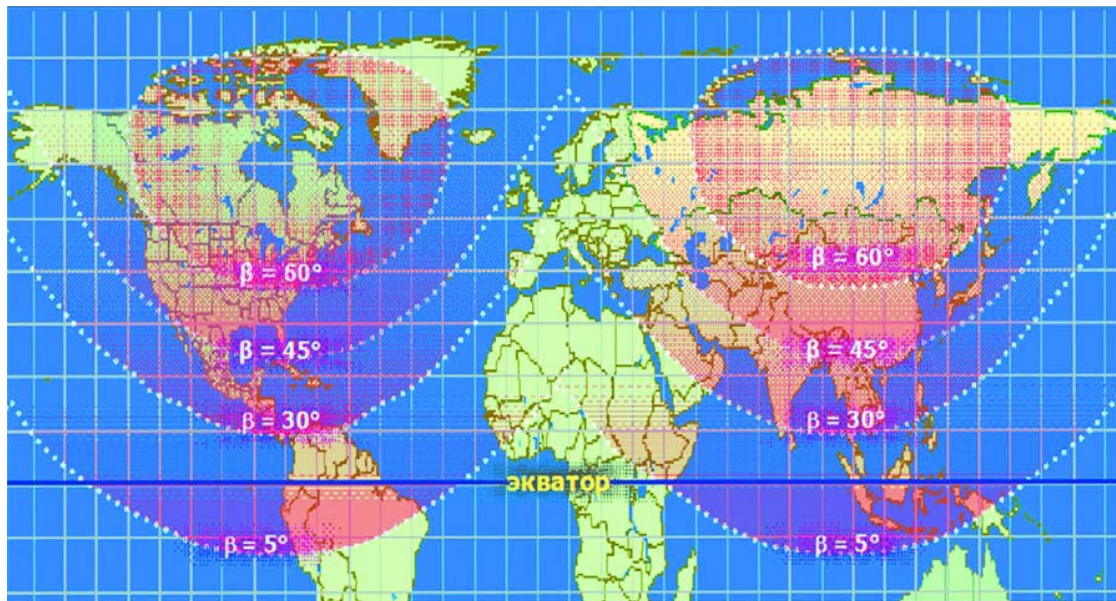 β = 60°
β = 60°
β = 45°
β = 45°
β = 30°
β = 30°
экватор
β = 5°
β = 5°